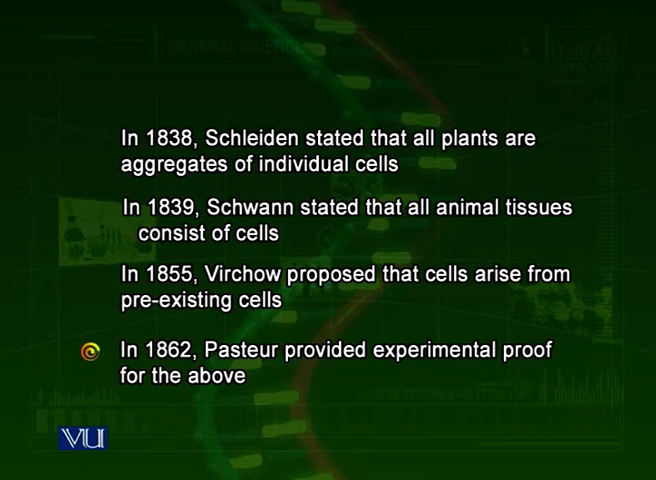 GENERAL SCIENCE
In 1838, Schleiden stated that all plants are
aggregates of individual cells
In 1839, Schwann stated that all animal tissues
consist of cells
In 1855, Virchow proposed that cells arise from
pre-existing cells
In 1862, Pasteur provided experimental proof
for the above
VU